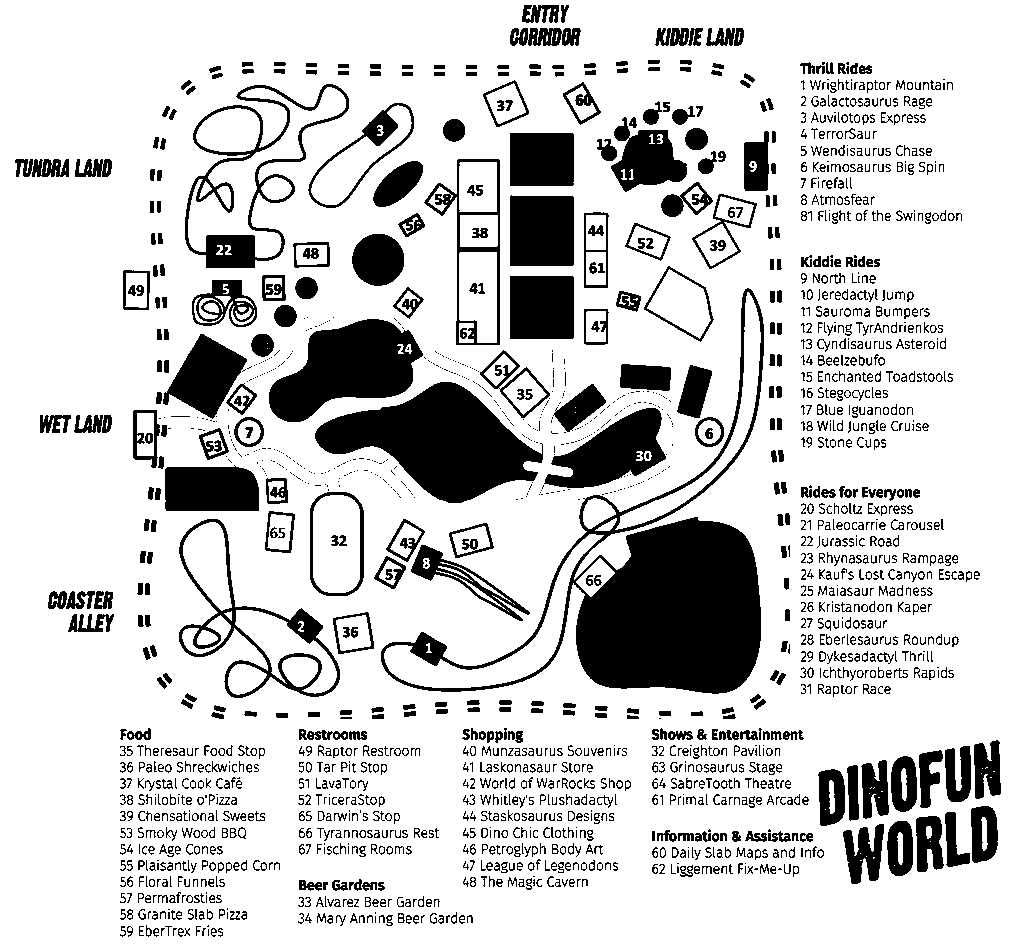 ENTRY
CORRIDOR
KIDDIE LAND
TUNDRA LAND
WET LAND
COASTER
ALLEY
37
60
3
15
17
14
12
13
19
11
9
45
58
54
67
56
38
44
52
39
22
48
61
49
5
59
41
40
55
62
47
24
51
35
42
20
7
53
6
30
46
65
32
43
50
8
57
66
2
36
1
Thrill Rides
1 Wrightiraptor Mountain
2 Galactosaurus Rage
3 Auvilotops Express
4 TerrorSaur
5 Wendisaurus Chase
6 Keimosaurus Big Spin
7 Firefall
8 Atmosfear
81 Flight of the Swingodon
Kiddie Rides
9 North Line
10 Jeredactyl Jump
11 Sauroma Bumpers
12 Flying TyrAndrienkos
13 Cyndisaurus Asteroid
14 Beelzebufo
15 Enchanted Toadstools
16 Stegocycles
17 Blue Iguanodon
18 Wild Jungle Cruise
19 Stone Cups
Rides for Everyone
20 Scholtz Express
21 Paleocarrie Carousel
22 Jurassic Road
23 Rhynasaurus Rampage
24 Kauf's Lost Canyon Escape
25 Maiasaur Madness
26 Kristanodon Kaper
27 Squidosaur
28 Eberlesaurus Roundup
29 Dykesadactyl Thrill
30 Ichthyoroberts Rapids
31 Raptor Race
Food
35 Theresaur Food Stop
36 Paleo Shreckwiches
37 Krystal Cook Café
38 Shilobite o'Pizza
39 Chensational Sweets
53 Smoky Wood BBQ
54 Ice Age Cones
55 Plaisantly Popped Corn
56 Floral Funnels
57 Permafrosties
58 Granite Slab Pizza
59 EberTrex Fries
Restrooms
49 Raptor Restroom
50 Tar Pit Stop
51 LavaTory
52 TriceraStop
65 Darwin's Stop
66 Tyrannosaurus Rest
67 Fisching Rooms
Beer Gardens
33 Alvarez Beer Garden
34 Mary Anning Beer Garden
Shopping
40 Munzasaurus Souvenirs
41 Laskonasaur Store
42 World of WarRocks Shop
43 Whitley's Plushadactyl
44 Staskosaurus Designs
45 Dino Chic Clothing
46 Petroglyph Body Art
47 League of Legenodons
48 The Magic Cavern
Shows & Entertainment
32 Creighton Pavilion
63 Grinosaurus Stage
64 SabreTooth Theatre
61 Primal Carnage Arcade
Information & Assistance
60 Daily Slab Maps and Info
62 Liggement Fix-Me-Up
DINOFUN
WORLD